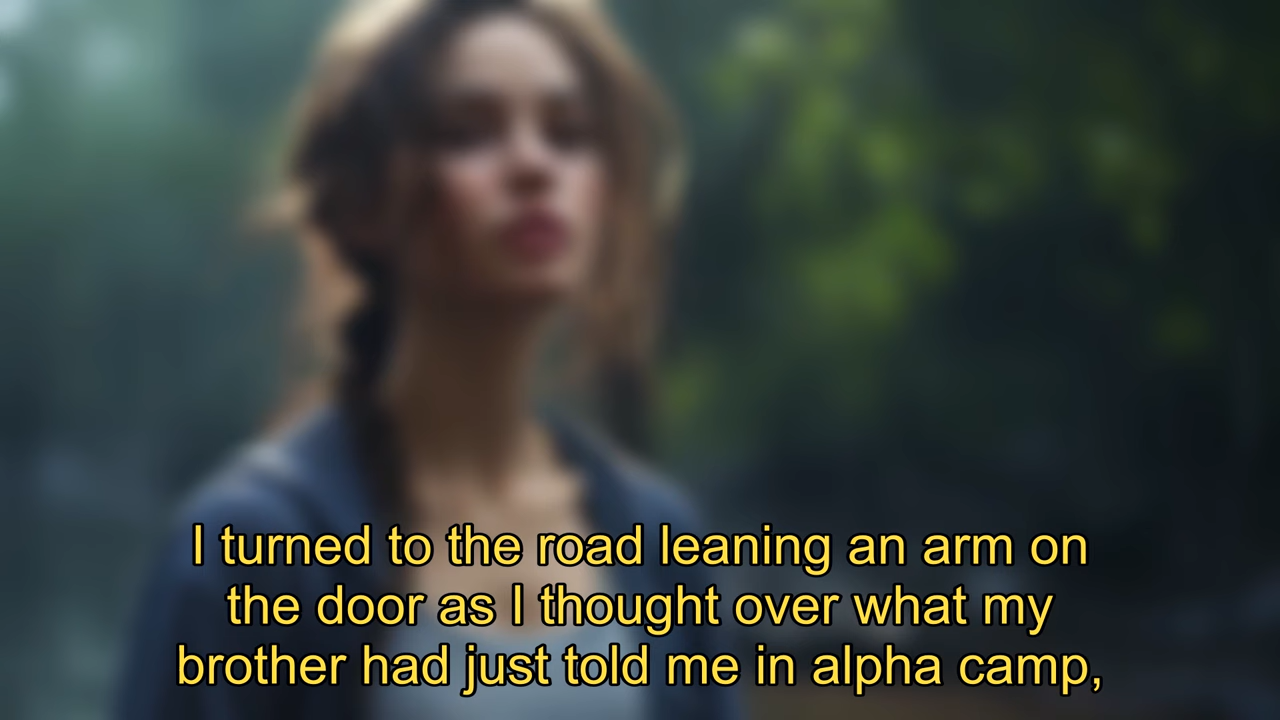 I turned to the road leaning an arm on
the door as I thought over what my
brother had just told me in alpha camp,